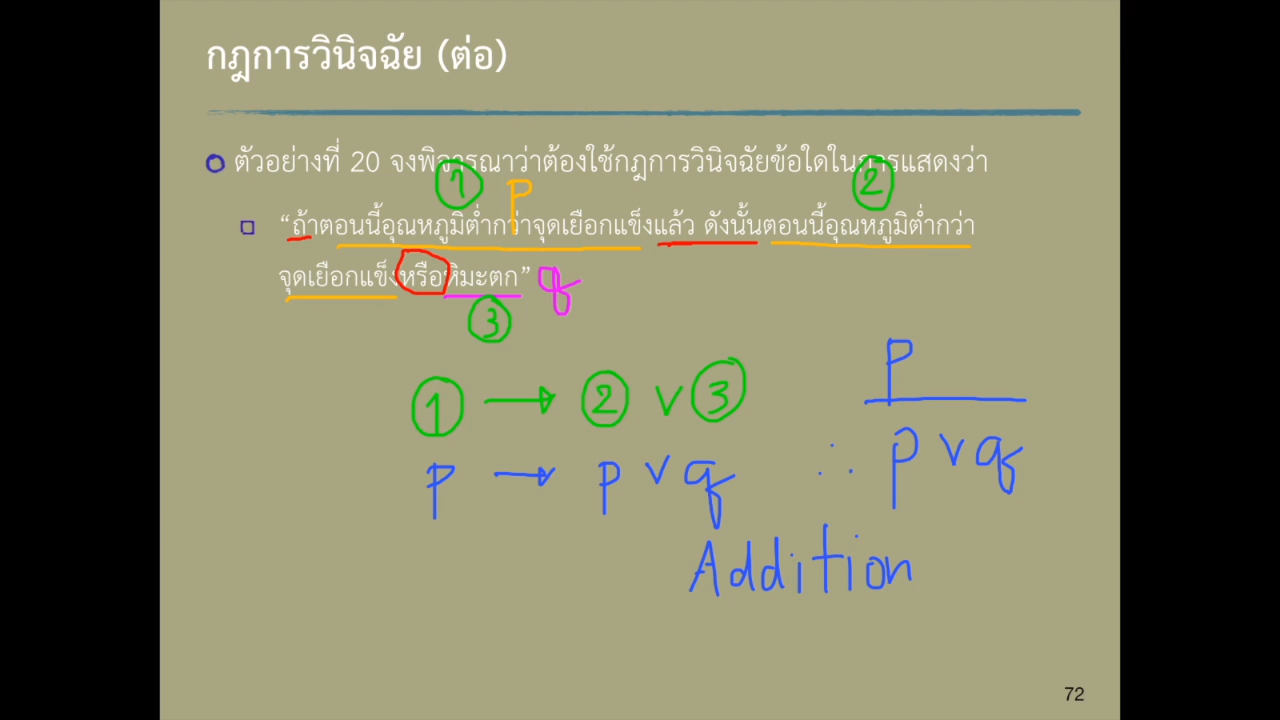 กฎการวินิจฉัย (ต่อ)
ตัวอย่างที่ 20 จงพิจารณาว่าต้องใช้กฎการวินิจฉัยข้อใดในการแสดงว่า
1 P 2
“ถ้าตอนนี้อุณหภูมิต่ำกว่าจุดเยือกแข็งแล้ว ดังนั้นตอนนี้อุณหภูมิต่ำกว่า
จุดเยือกแข็งหรือหิมะตก” q
3
1 → 2 ∨ 3
P
p → p ∨ q
∴ p ∨ q
Addition
72